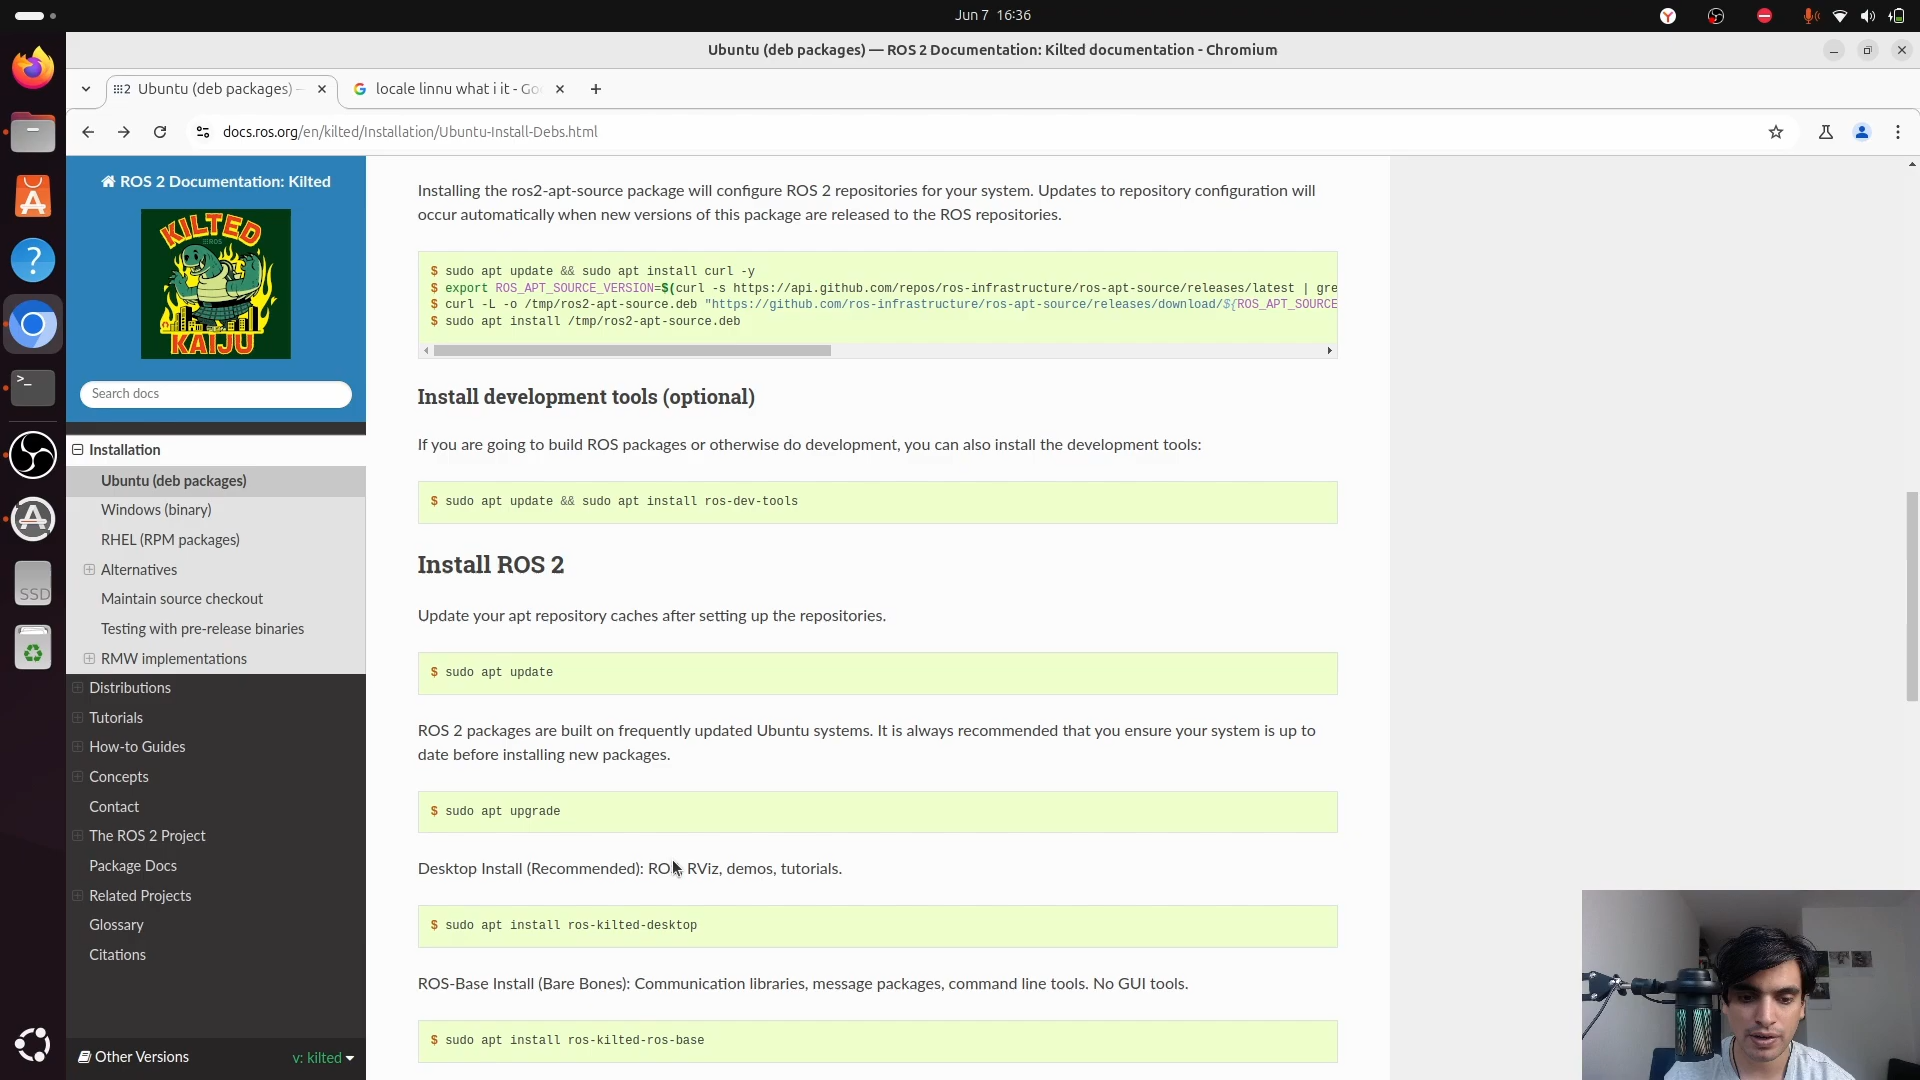 Jun 7 16:36
Ubuntu (deb packages) — ROS 2 Documentation: Kilted documentation - Chromium
Ubuntu (deb packages) —
locale linnu what i it - Go
docs.ros.org/en/kilted/Installation/Ubuntu-Install-Debs.html
ROS 2 Documentation: Kilted
KILTED
ROS
KAIJU
Search docs
Installation
Ubuntu (deb packages)
Windows (binary)
RHEL (RPM packages)
Alternatives
Maintain source checkout
Testing with pre-release binaries
RMW implementations
Distributions
Tutorials
How-to Guides
Concepts
Contact
The ROS 2 Project
Package Docs
Related Projects
Glossary
Citations
Other Versions
v: kilted
SSD
Installing the ros2-apt-source package will configure ROS 2 repositories for your system. Updates to repository configuration will
occur automatically when new versions of this package are released to the ROS repositories.
$ sudo apt update && sudo apt install curl -y
$ export ROS_APT_SOURCE_VERSION=$(curl -s https://api.github.com/repos/ros-infrastructure/ros-apt-source/releases/latest | gre
$ curl -L -o /tmp/ros2-apt-source.deb "https://github.com/ros-infrastructure/ros-apt-source/releases/download/${ROS_APT_SOURCE
$ sudo apt install /tmp/ros2-apt-source.deb
Install development tools (optional)
If you are going to build ROS packages or otherwise do development, you can also install the development tools:
$ sudo apt update && sudo apt install ros-dev-tools
Install ROS 2
Update your apt repository caches after setting up the repositories.
$ sudo apt update
ROS 2 packages are built on frequently updated Ubuntu systems. It is always recommended that you ensure your system is up to
date before installing new packages.
$ sudo apt upgrade
Desktop Install (Recommended): RO RViz, demos, tutorials.
$ sudo apt install ros-kilted-desktop
ROS-Base Install (Bare Bones): Communication libraries, message packages, command line tools. No GUI tools.
$ sudo apt install ros-kilted-ros-base